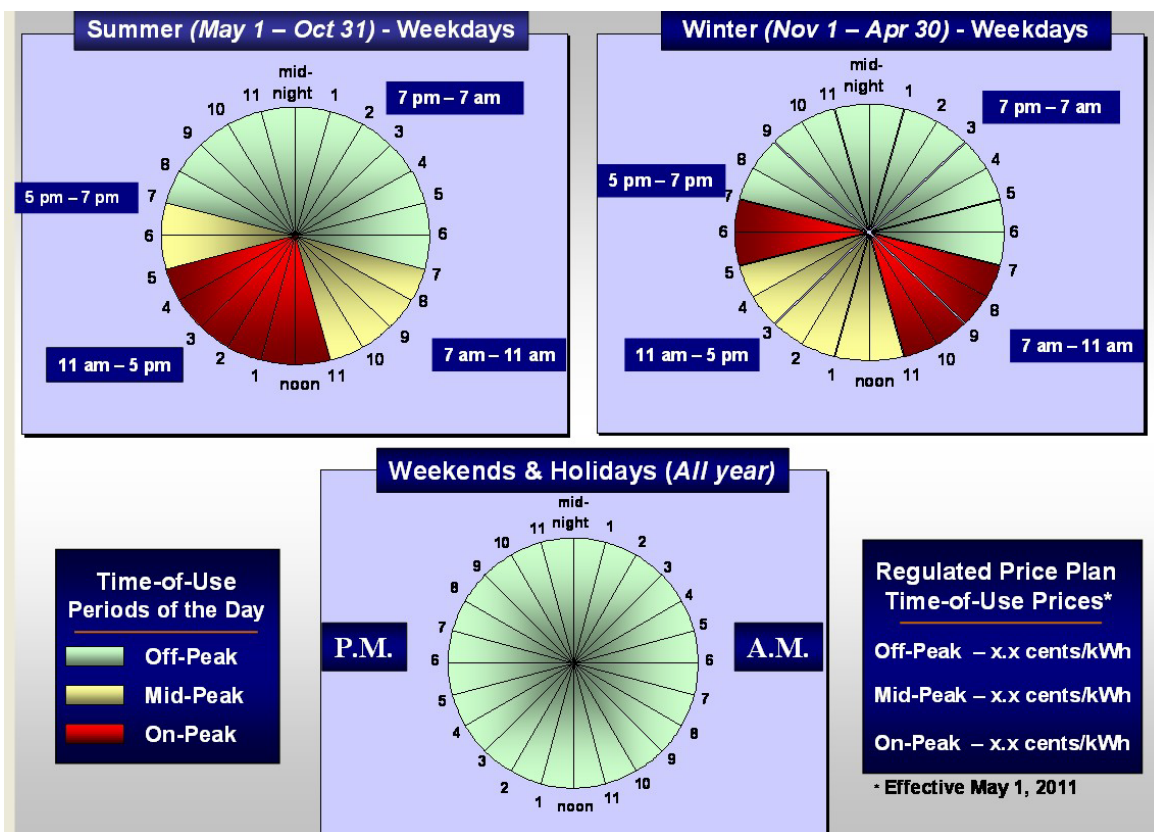 Summer (May 1 – Oct 31) - Weekdays
mid-
night
1
2
3
4
5
6
7
8
9
10
11
noon
1
2
3
4
5
6
7
8
9
10
11
7 pm – 7 am
5 pm – 7 pm
11 am – 5 pm
7 am – 11 am
Winter (Nov 1 – Apr 30) - Weekdays
mid-
night
1
2
3
4
5
6
7
8
9
10
11
noon
1
2
3
4
5
6
7
8
9
10
11
7 pm – 7 am
5 pm – 7 pm
11 am – 5 pm
7 am – 11 am
Weekends & Holidays (All year)
mid-
night
1
2
3
4
5
6
7
8
9
10
11
noon
1
2
3
4
5
6
7
8
9
10
11
P.M.
A.M.
Time-of-Use
Periods of the Day
Off-Peak
Mid-Peak
On-Peak
Regulated Price Plan
Time-of-Use Prices*
Off-Peak – x.x cents/kWh
Mid-Peak – x.x cents/kWh
On-Peak – x.x cents/kWh
* Effective May 1, 2011